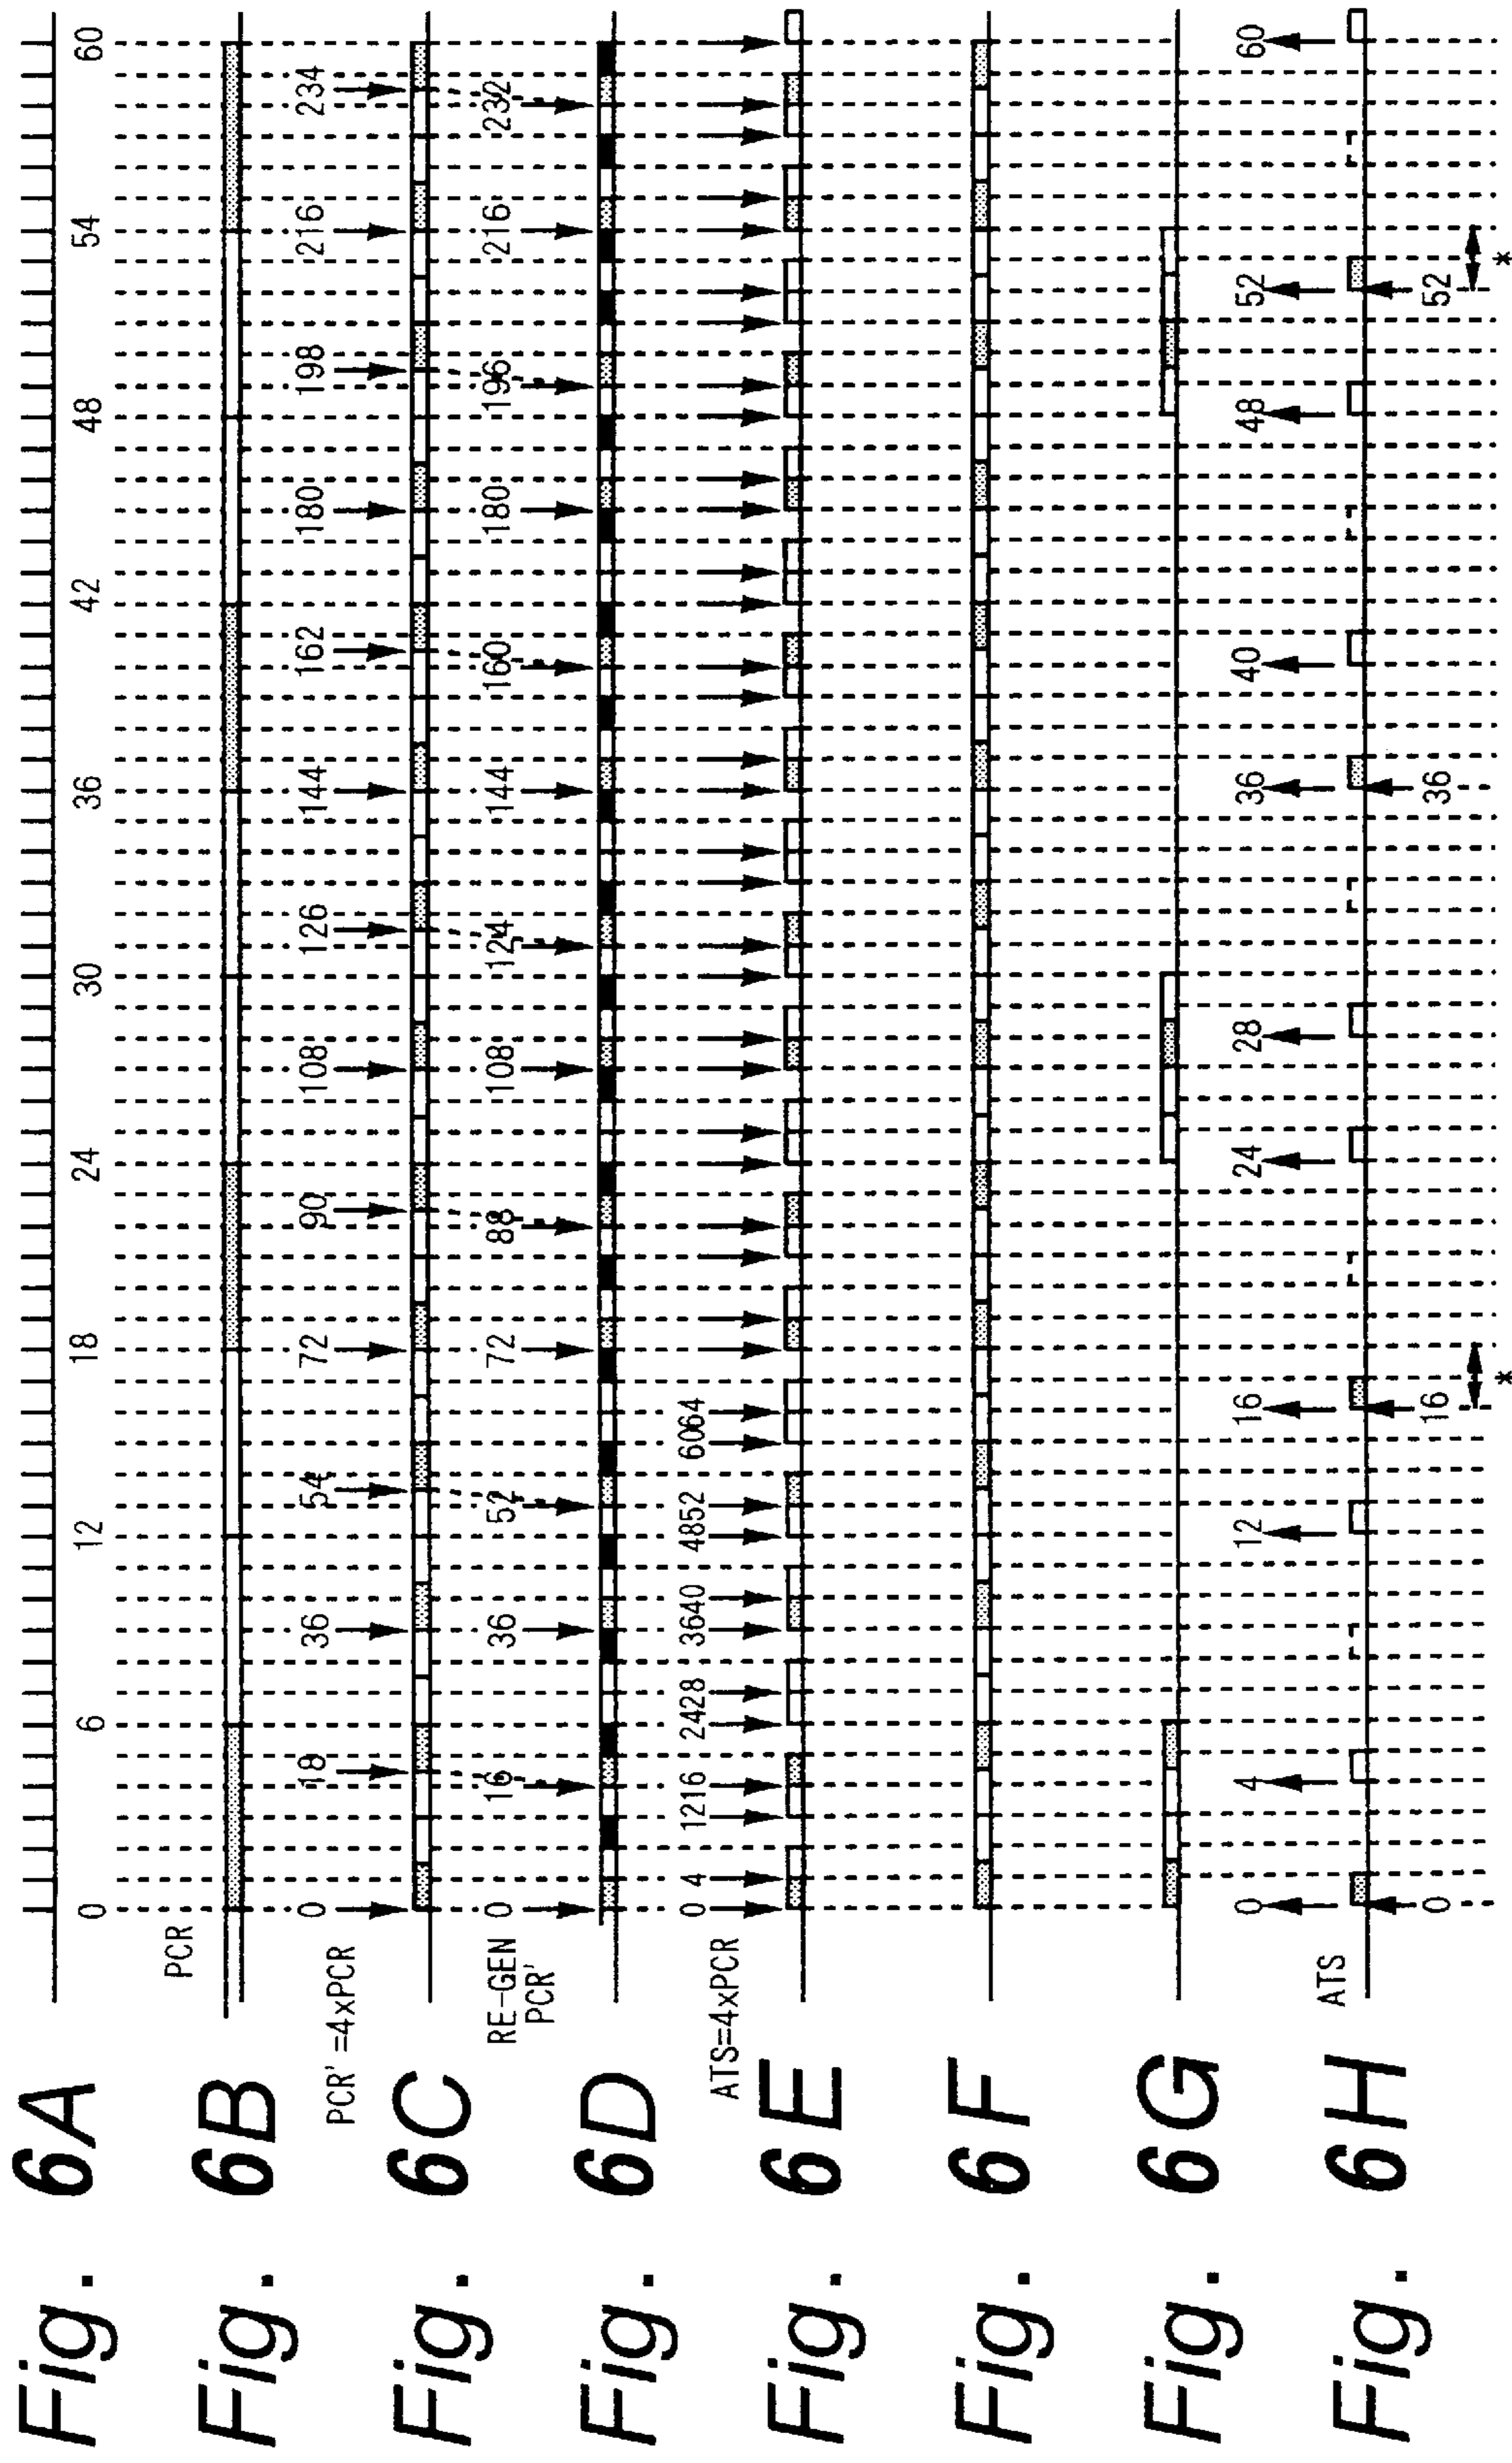 Fig. 6A
0 6 12 18 24 30 36 42 48 54 60
Fig. 6B
PCR
PCR'=4xPCR
0 18 36 54 72 90 108 126 144 162 180 198 216 234
Fig. 6C
RE-GEN
PCR'
0 16 36 52 72 88 108 124 144 160 180 196 216 232
Fig. 6D
ATS=4xPCR
0 4 1216 2428 3640 4852 6064
Fig. 6E
Fig. 6F
Fig. 6G
0 4 12 16 24 28 36 40 48 52 60
ATS
Fig. 6H
0 16 36 52
* *